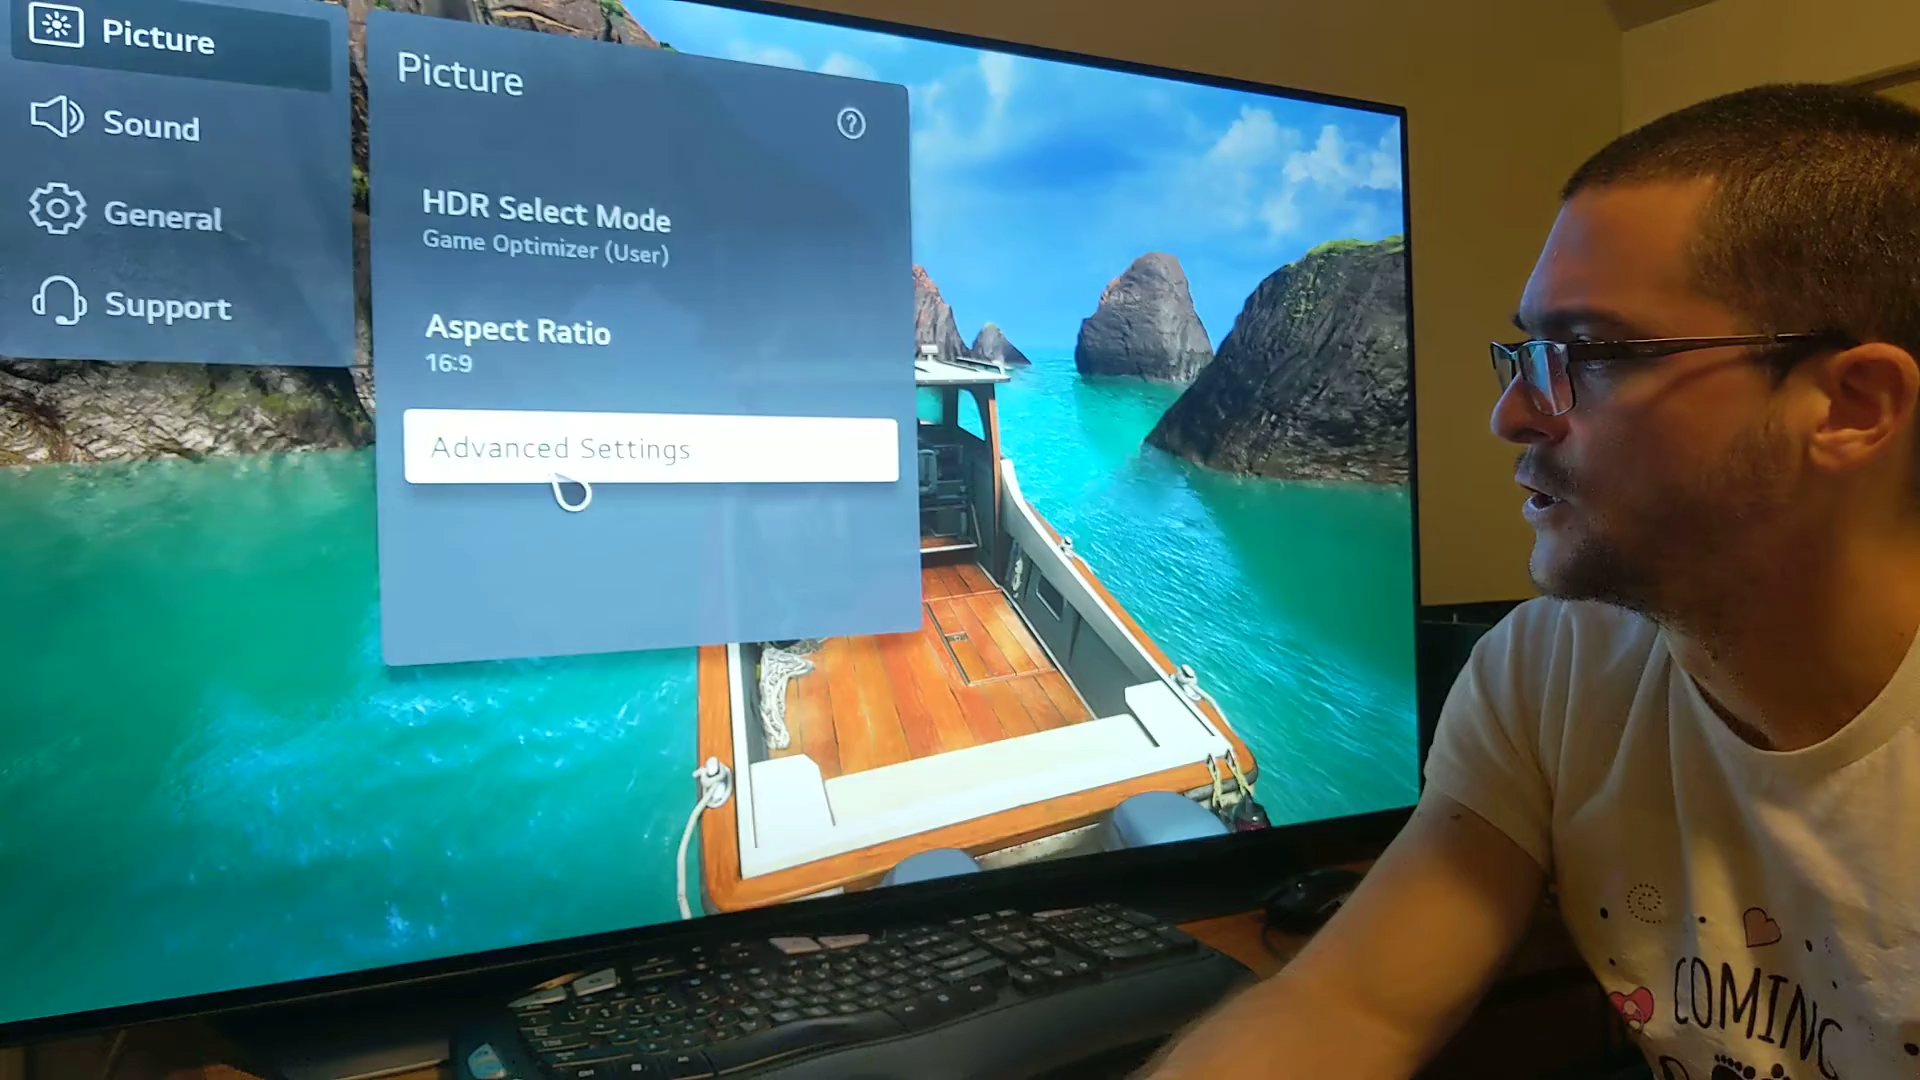 Picture
Sound
General
Support
Picture
?
HDR Select Mode
Game Optimizer (User)
Aspect Ratio
16:9
Advanced Settings
COMING